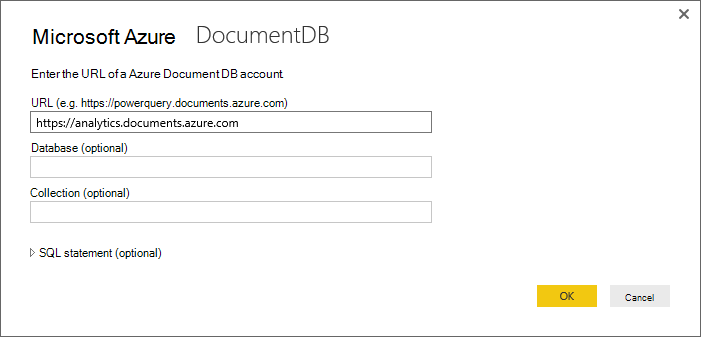 Microsoft Azure DocumentDB
Enter the URL of a Azure Document DB account.
URL (e.g. https://powerquery.documents.azure.com)
https://analytics.documents.azure.com
Database (optional)
Collection (optional)
SQL statement (optional)
OK Cancel